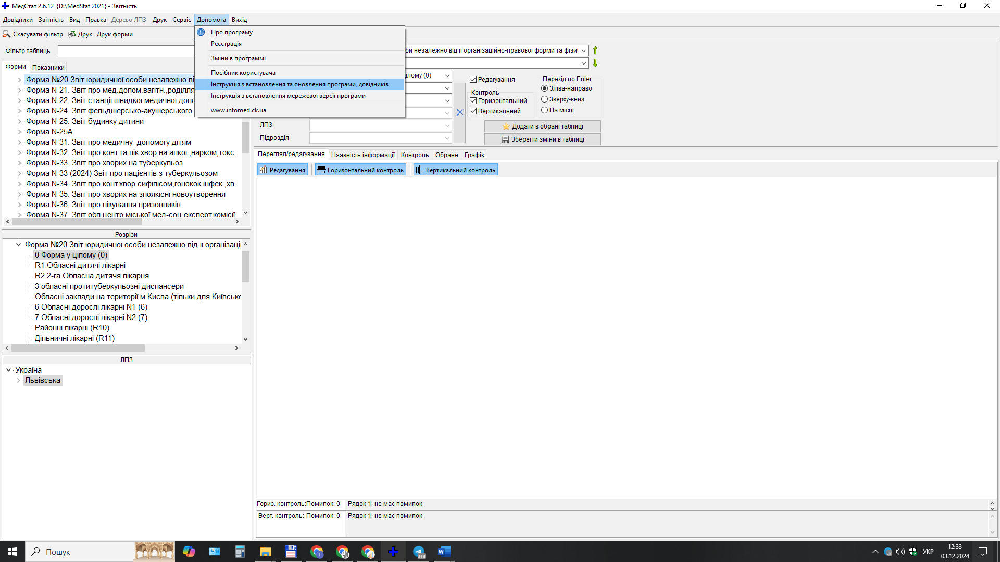 МедСтат 2.6.12 {D:\MedStat 2021} - Звітність
Довідники Звітність Вид Правка Дерево ЛПЗ Друк Сервіс Допомога Вихід
Скасувати фільтр Друк Друк форми
Про програму
Реєстрація
Зміни в программі
Посібник користувача
Інструкція з встановлення та оновлення програми, довідників
Інструкція з встановлення мережевої версії програми
www.infomed.ck.ua
Фільтр таблиць
Форми Показники
Форма №20 Звіт юридичної особи незалежно ві
Форма N-21. Звіт про мед.допом.вагітн.,роділля
Форма N-22. Звіт станції швидкої медичної допо
Форма N-24. Звіт фельдшерсько-акушерського
Форма N-25. Звіт будинку дитини
Форма N-25А
Форма N-31. Звіт про медичну допомогу дітям
Форма N-32. Звіт про конт.та лік.хвор.на алког.,нарком,токс.
Форма N-33. Звіт про хворих на туберкульоз
Форма N-33 (2024) Звіт про пацієнтів з туберкульозом
Форма N-34. Звіт про конт.хвор.сифілісом,гонокок.інфек.,хв.
Форма N-35. Звіт про хворих на злоякісні новоутворення
Форма N-36. Звіт про лікування призовників
Форма N-37. Звіт обл центр міської мед-соц експерт.комісії
Розрізи
Форма №20 Звіт юридичної особи незалежно від її організаці
0 Форма у цілому (0)
R1 Обласні дитячі лікарні
R2 2-га Обласна дитячя лікарня
3 обласні протитуберкульозні диспансери
Обласні заклади на території м.Києва (тільки для Київсько
6 Обласні дорослі лікарні N1 (6)
7 Обласні дорослі лікарні N2 (7)
Районні лікарні (R10)
Дільничні лікарні (R11)
ЛПЗ
Україна
Львівська
би незалежно від її організаційно-правової форми та фізич
ілому (0)
ЛПЗ
Підрозділ
Редагування
Контроль
Горизонтальний
Вертикальний
Перехід по Enter
Зліва-направо
Зверху-вниз
На місці
Додати в обрані таблиці
Зберегти зміни в таблиці
Перегляд/редагування Наявність інформації Контроль Обране Графік
Редагування Горизонтальний контроль Вертикальний контроль
Гориз. контроль:Помилок: 0 Рядок 1: не має помилок
Верт. контроль: Помилок: 0 Рядок 1: не має помилок
Пошук
318
УКР
12:33
03.12.2024